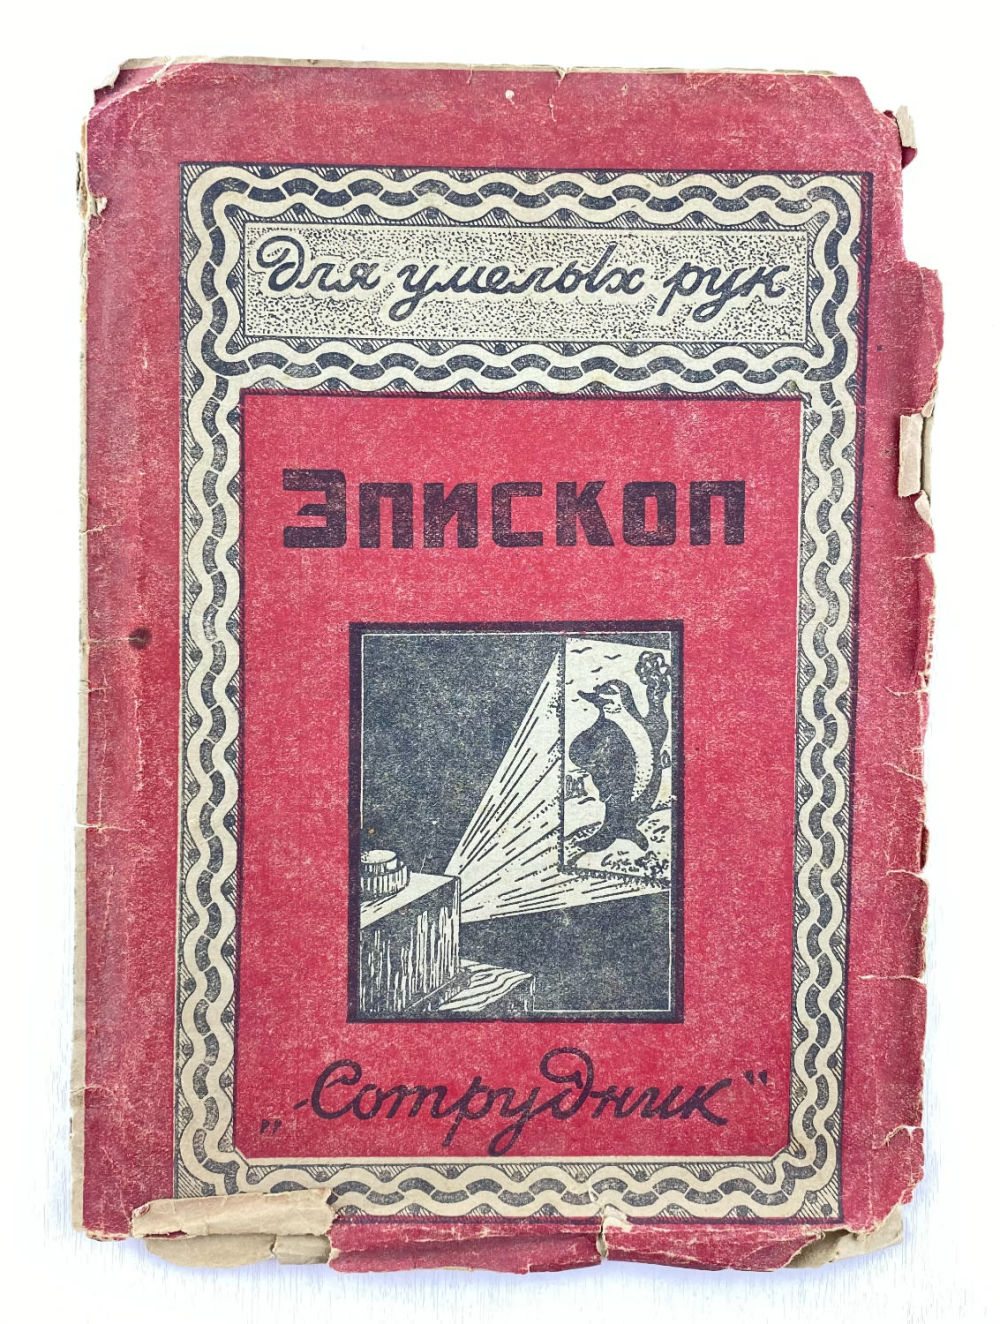 Для умелых рук
Эпископ
„Сотрудник“